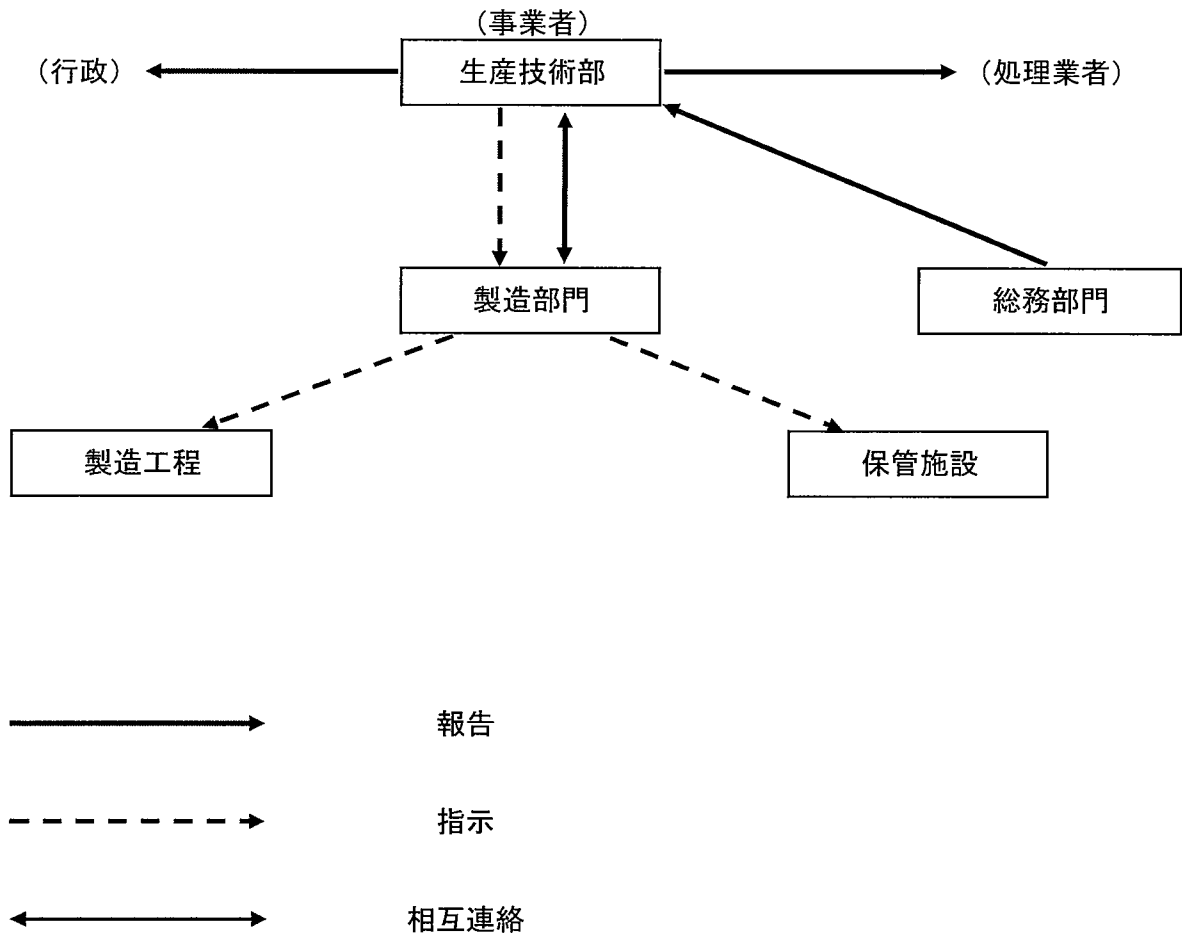 (事業者)
(行政)
生産技術部
(処理業者)
製造部門
総務部門
製造工程
保管施設
報告
指示
相互連絡